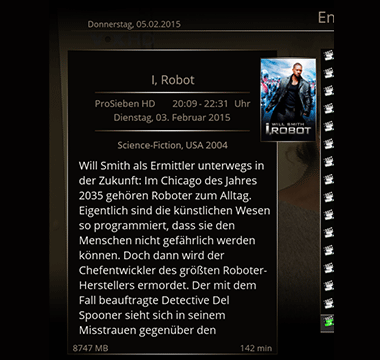 Donnerstag, 05.02.2015
En
I, Robot
ProSieben HD 20:09 - 22:31 Uhr
Dienstag, 03. Februar 2015
Science-Fiction, USA 2004
WILL SMITH
I,ROBOT
Will Smith als Ermittler unterwegs in
der Zukunft: Im Chicago des Jahres
2035 gehören Roboter zum Alltag.
Eigentlich sind die künstlichen Wesen
so programmiert, dass sie den
Menschen nicht gefährlich werden
können. Doch dann wird der
Chefentwickler des größten Roboter-
Herstellers ermordet. Der mit dem
Fall beauftragte Detective Del
Spooner sieht sich in seinem
Misstrauen gegenüber den
8747 MB 142 min